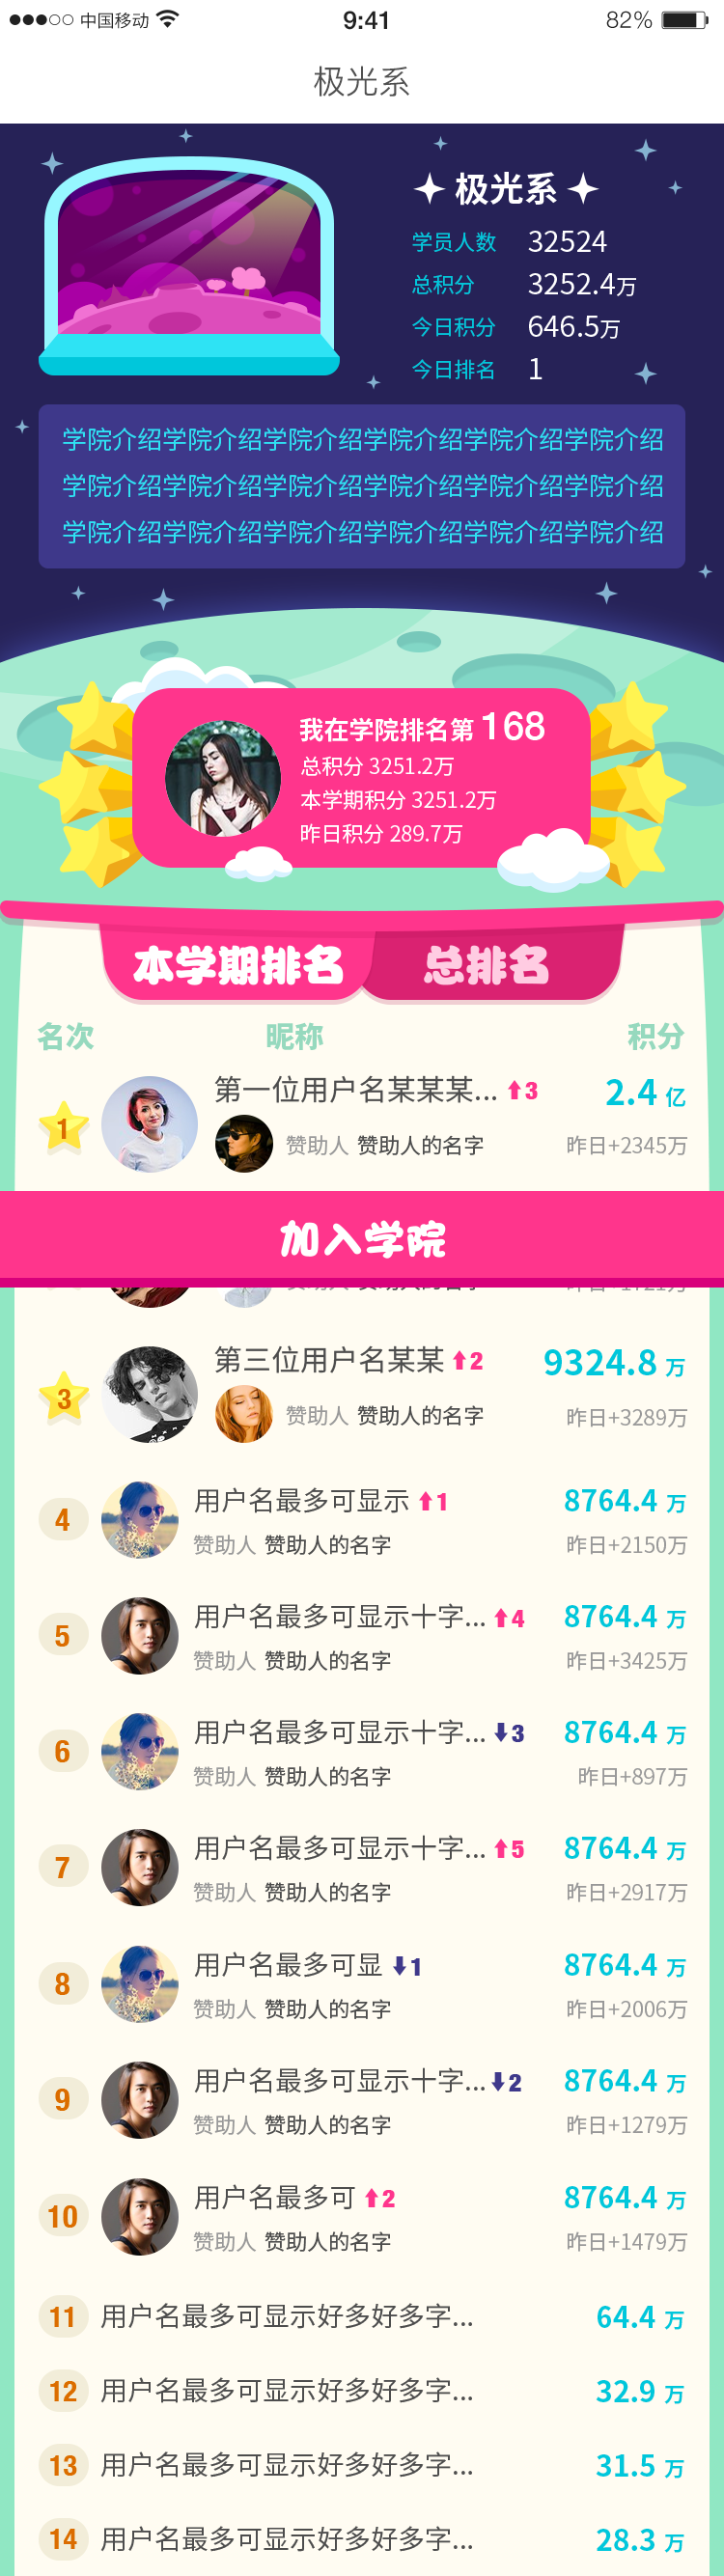 中国移动 9:41 82%
极光系
极光系
学员人数 32524
总积分 3252.4万
今日积分 646.5万
今日排名 1
学院介绍学院介绍学院介绍学院介绍学院介绍学院介绍
学院介绍学院介绍学院介绍学院介绍学院介绍学院介绍
学院介绍学院介绍学院介绍学院介绍学院介绍学院介绍
我在学院排名第 168
总积分 3251.2万
本学期积分 3251.2万
昨日积分 289.7万
本学期排名 总排名
名次 昵称 积分
1 第一位用户名某某某... 3 2.4 亿
赞助人 赞助人的名字 昨日+2345万
加入学院
3 第三位用户名某某 2 9324.8 万
赞助人 赞助人的名字 昨日+3289万
4 用户名最多可显示 1 8764.4 万
赞助人 赞助人的名字 昨日+2150万
5 用户名最多可显示十字... 4 8764.4 万
赞助人 赞助人的名字 昨日+3425万
6 用户名最多可显示十字... 3 8764.4 万
赞助人 赞助人的名字 昨日+897万
7 用户名最多可显示十字... 5 8764.4 万
赞助人 赞助人的名字 昨日+2917万
8 用户名最多可显 1 8764.4 万
赞助人 赞助人的名字 昨日+2006万
9 用户名最多可显示十字... 2 8764.4 万
赞助人 赞助人的名字 昨日+1279万
10 用户名最多可 2 8764.4 万
赞助人 赞助人的名字 昨日+1479万
11 用户名最多可显示好多好多字... 64.4 万
12 用户名最多可显示好多好多字... 32.9 万
13 用户名最多可显示好多好多字... 31.5 万
14 用户名最多可显示好多好多字... 28.3 万